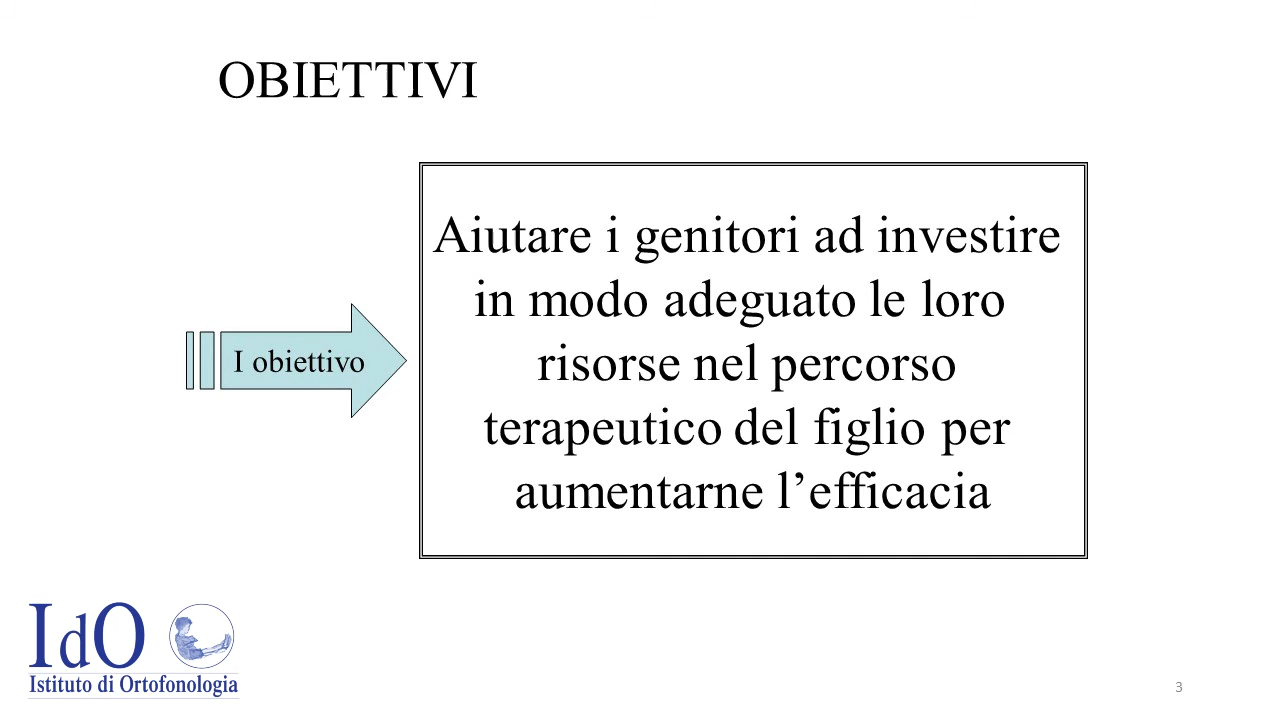 OBIETTIVI
I obiettivo
Aiutare i genitori ad investire
in modo adeguato le loro
risorse nel percorso
terapeutico del figlio per
aumentarne l’efficacia
IdO
Istituto di Ortofonologia
3